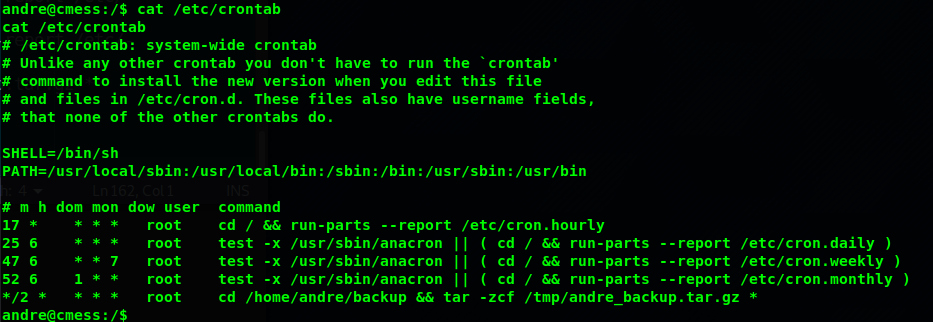 andre@cmess:/$ cat /etc/crontab
cat /etc/crontab
# /etc/crontab: system-wide crontab
# Unlike any other crontab you don't have to run the `crontab'
# command to install the new version when you edit this file
# and files in /etc/cron.d. These files also have username fields,
# that none of the other crontabs do.

SHELL=/bin/sh
PATH=/usr/local/sbin:/usr/local/bin:/sbin:/bin:/usr/sbin:/usr/bin
Ln 162, Col 1 INS

# m h dom mon dow user  command
17 *    * * *   root    cd / && run-parts --report /etc/cron.hourly
25 6    * * *   root    test -x /usr/sbin/anacron || ( cd / && run-parts --report /etc/cron.daily )
47 6    * * 7   root    test -x /usr/sbin/anacron || ( cd / && run-parts --report /etc/cron.weekly )
52 6    1 * *   root    test -x /usr/sbin/anacron || ( cd / && run-parts --report /etc/cron.monthly )
*/2 *   * * *   root    cd /home/andre/backup && tar -zcf /tmp/andre_backup.tar.gz *
andre@cmess:/$